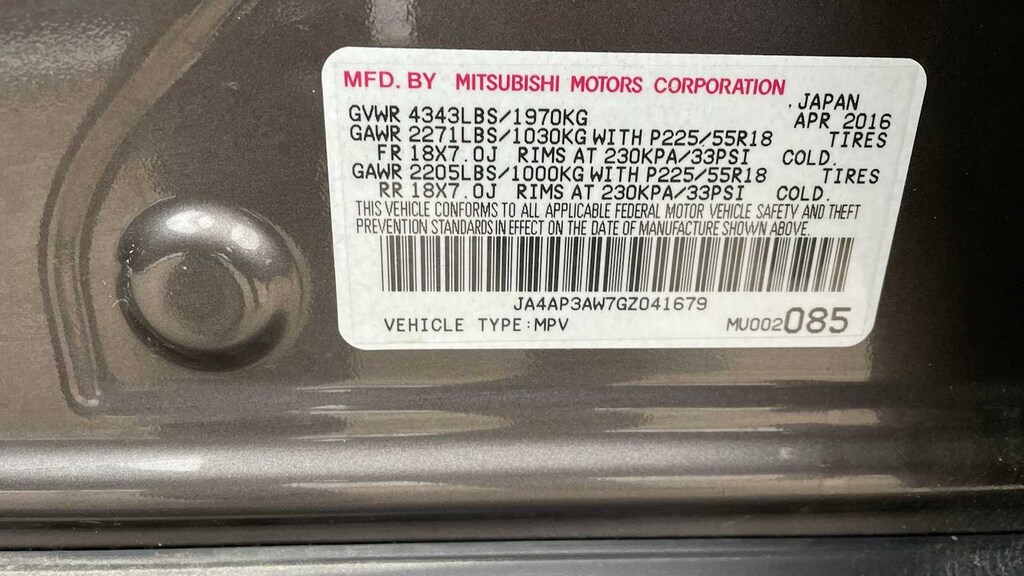 MFD. BY MITSUBISHI MOTORS CORPORATION
.JAPAN
GVWR 4343LBS/1970KG APR 2016
GAWR 2271LBS/1030KG WITH P225/55R18 TIRES
FR 18X7.0J RIMS AT 230KPA/33PSI COLD.
GAWR 2205LBS/1000KG WITH P225/55R18 TIRES
RR 18X7.0J RIMS AT 230KPA/33PSI COLD.
THIS VEHICLE CONFORMS TO ALL APPLICABLE FEDERAL MOTOR VEHICLE SAFETY AND THEFT
PREVENTION STANDARDS IN EFFECT ON THE DATE OF MANUFACTURE SHOWN ABOVE.
JA4AP3AW7GZ041679
VEHICLE TYPE:MPV MU002085